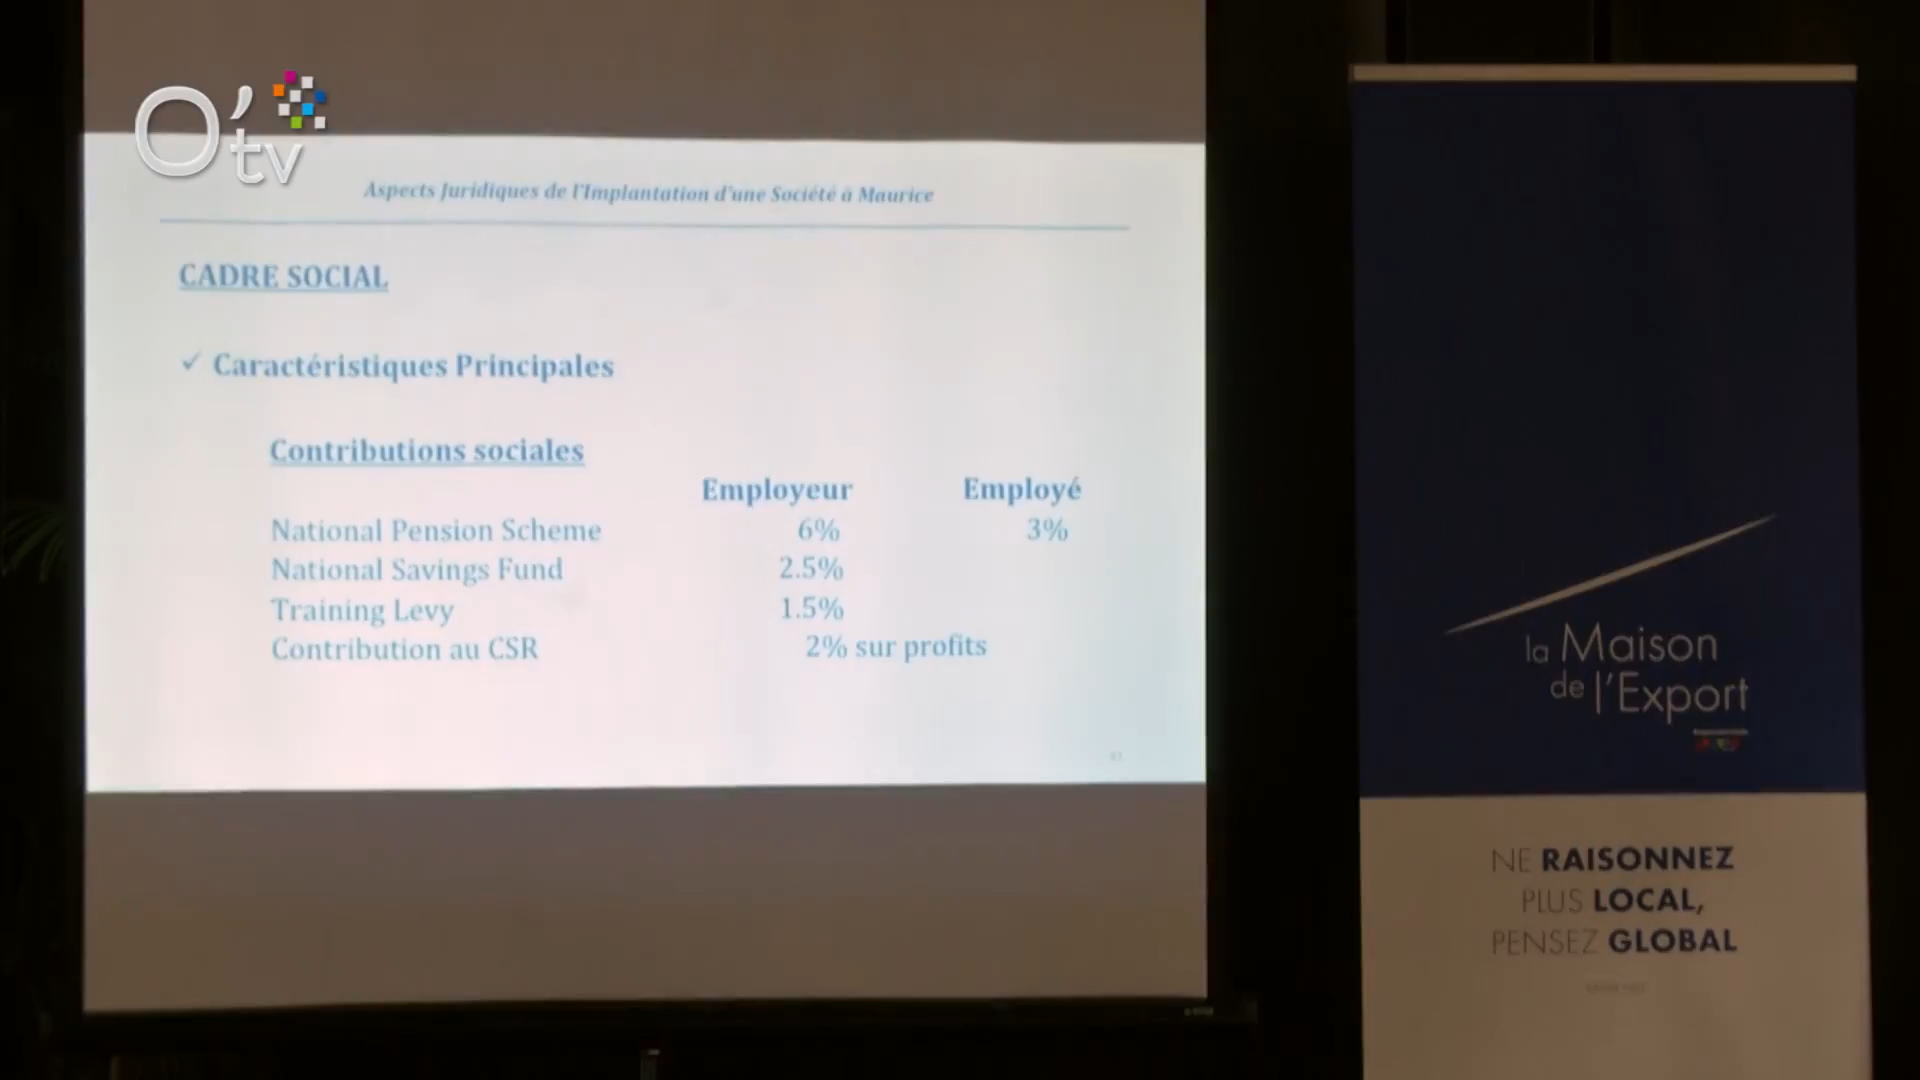 O'tv
Aspects Juridiques de l'Implantation d'une Société à Maurice
CADRE SOCIAL
✓ Caractéristiques Principales
Contributions sociales
Employeur Employé
National Pension Scheme 6% 3%
National Savings Fund 2.5%
Training Levy 1.5%
Contribution au CSR 2% sur profits
la Maison
de l'Export
NE RAISONNEZ
PLUS LOCAL,
PENSEZ GLOBAL